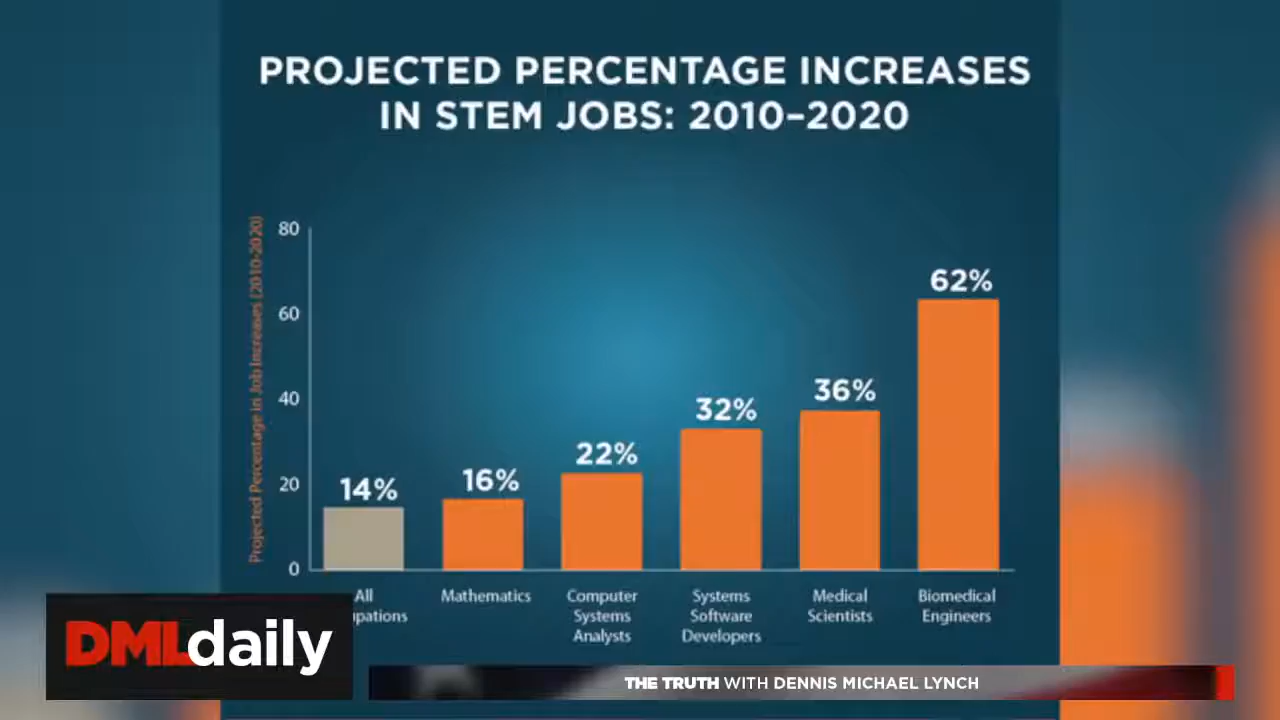 PROJECTED PERCENTAGE INCREASES
IN STEM JOBS: 2010–2020
Projected Percentage in Job Increases (2010-2020)
80
60
40
20
0
14%
16%
22%
32%
36%
62%
All
pations
Mathematics
Computer
Systems
Analysts
Systems
Software
Developers
Medical
Scientists
Biomedical
Engineers
DMLdaily
THE TRUTH WITH DENNIS MICHAEL LYNCH